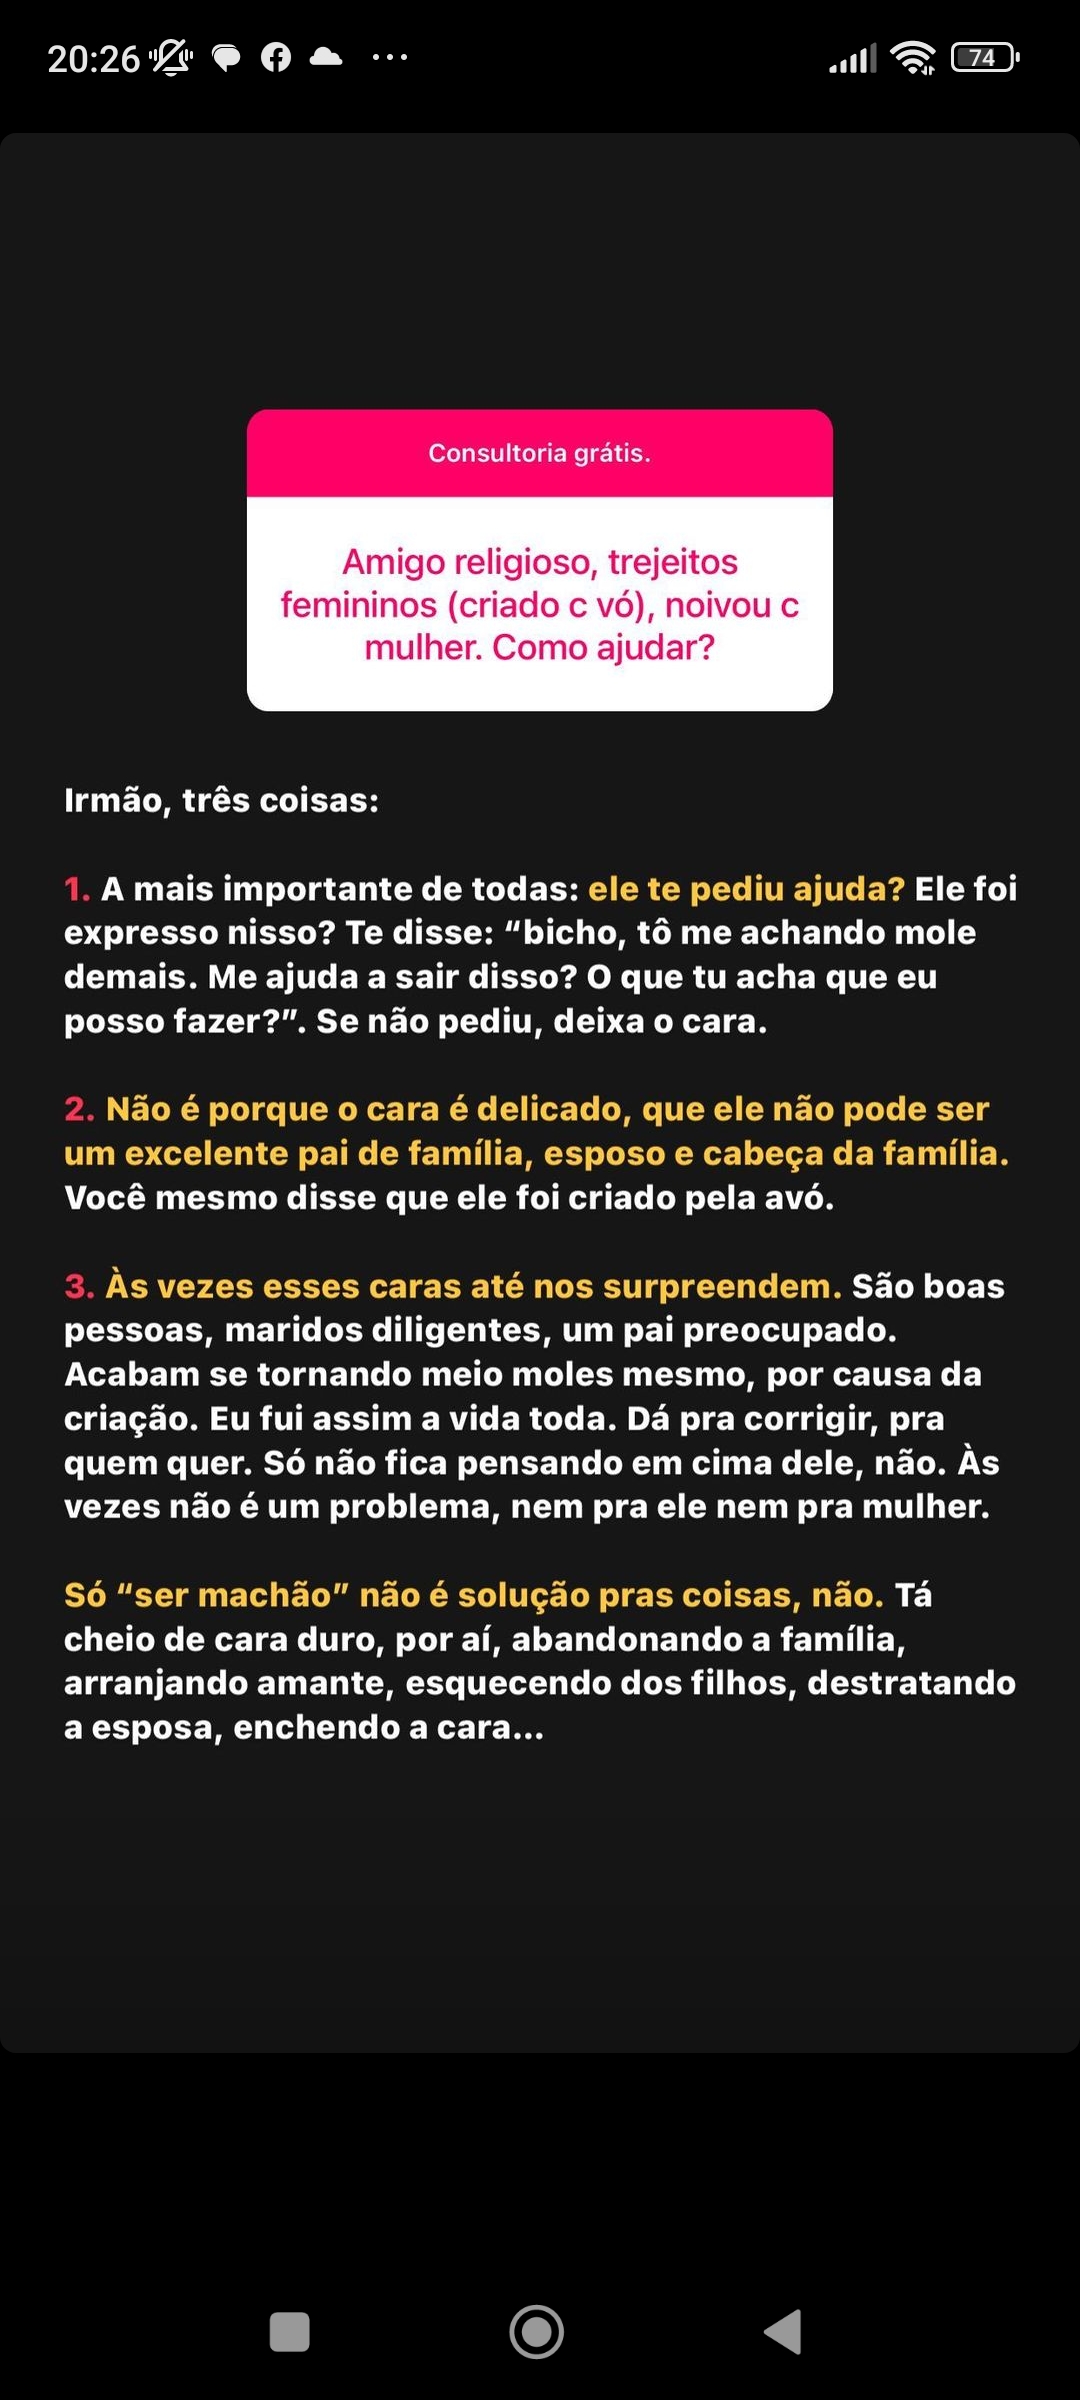 20:26
74
Consultoria grátis.
Amigo religioso, trejeitos
femininos (criado c vó), noivou c
mulher. Como ajudar?
Irmão, três coisas:
1. A mais importante de todas: ele te pediu ajuda? Ele foi
expresso nisso? Te disse: “bicho, tô me achando mole
demais. Me ajuda a sair disso? O que tu acha que eu
posso fazer?”. Se não pediu, deixa o cara.
2. Não é porque o cara é delicado, que ele não pode ser
um excelente pai de família, esposo e cabeça da família.
Você mesmo disse que ele foi criado pela avó.
3. Às vezes esses caras até nos surpreendem. São boas
pessoas, maridos diligentes, um pai preocupado.
Acabam se tornando meio moles mesmo, por causa da
criação. Eu fui assim a vida toda. Dá pra corrigir, pra
quem quer. Só não fica pensando em cima dele, não. Às
vezes não é um problema, nem pra ele nem pra mulher.
Só “ser machão” não é solução pras coisas, não. Tá
cheio de cara duro, por aí, abandonando a família,
arranjando amante, esquecendo dos filhos, destratando
a esposa, enchendo a cara...